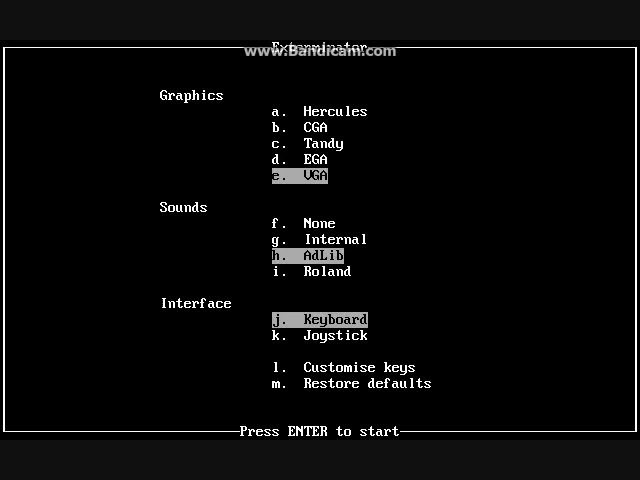 Exterminator
www.Bandicam.com
Graphics
a. Hercules
b. CGA
c. Tandy
d. EGA
e. VGA
Sounds
f. None
g. Internal
h. AdLib
i. Roland
Interface
j. Keyboard
k. Joystick
l. Customise keys
m. Restore defaults
Press ENTER to start